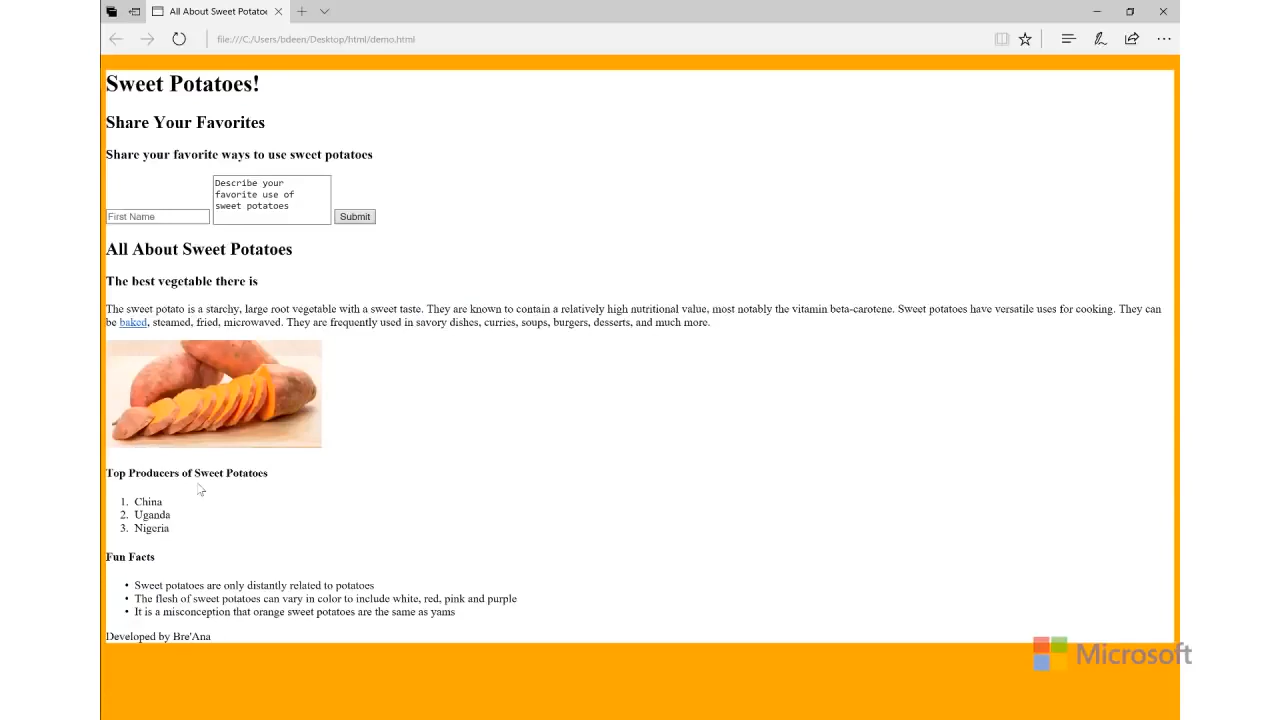 All About Sweet Potatoe
file:///C:/Users/bdeen/Desktop/html/demo.html
Sweet Potatoes!
Share Your Favorites
Share your favorite ways to use sweet potatoes
Describe your
favorite use of
sweet potatoes
First Name
Submit
All About Sweet Potatoes
The best vegetable there is
The sweet potato is a starchy, large root vegetable with a sweet taste. They are known to contain a relatively high nutritional value, most notably the vitamin beta-carotene. Sweet potatoes have versatile uses for cooking. They can
be baked, steamed, fried, microwaved. They are frequently used in savory dishes, curries, soups, burgers, desserts, and much more.
Top Producers of Sweet Potatoes
1. China
2. Uganda
3. Nigeria
Fun Facts
• Sweet potatoes are only distantly related to potatoes
• The flesh of sweet potatoes can vary in color to include white, red, pink and purple
• It is a misconception that orange sweet potatoes are the same as yams
Developed by Bre'Ana
Microsoft